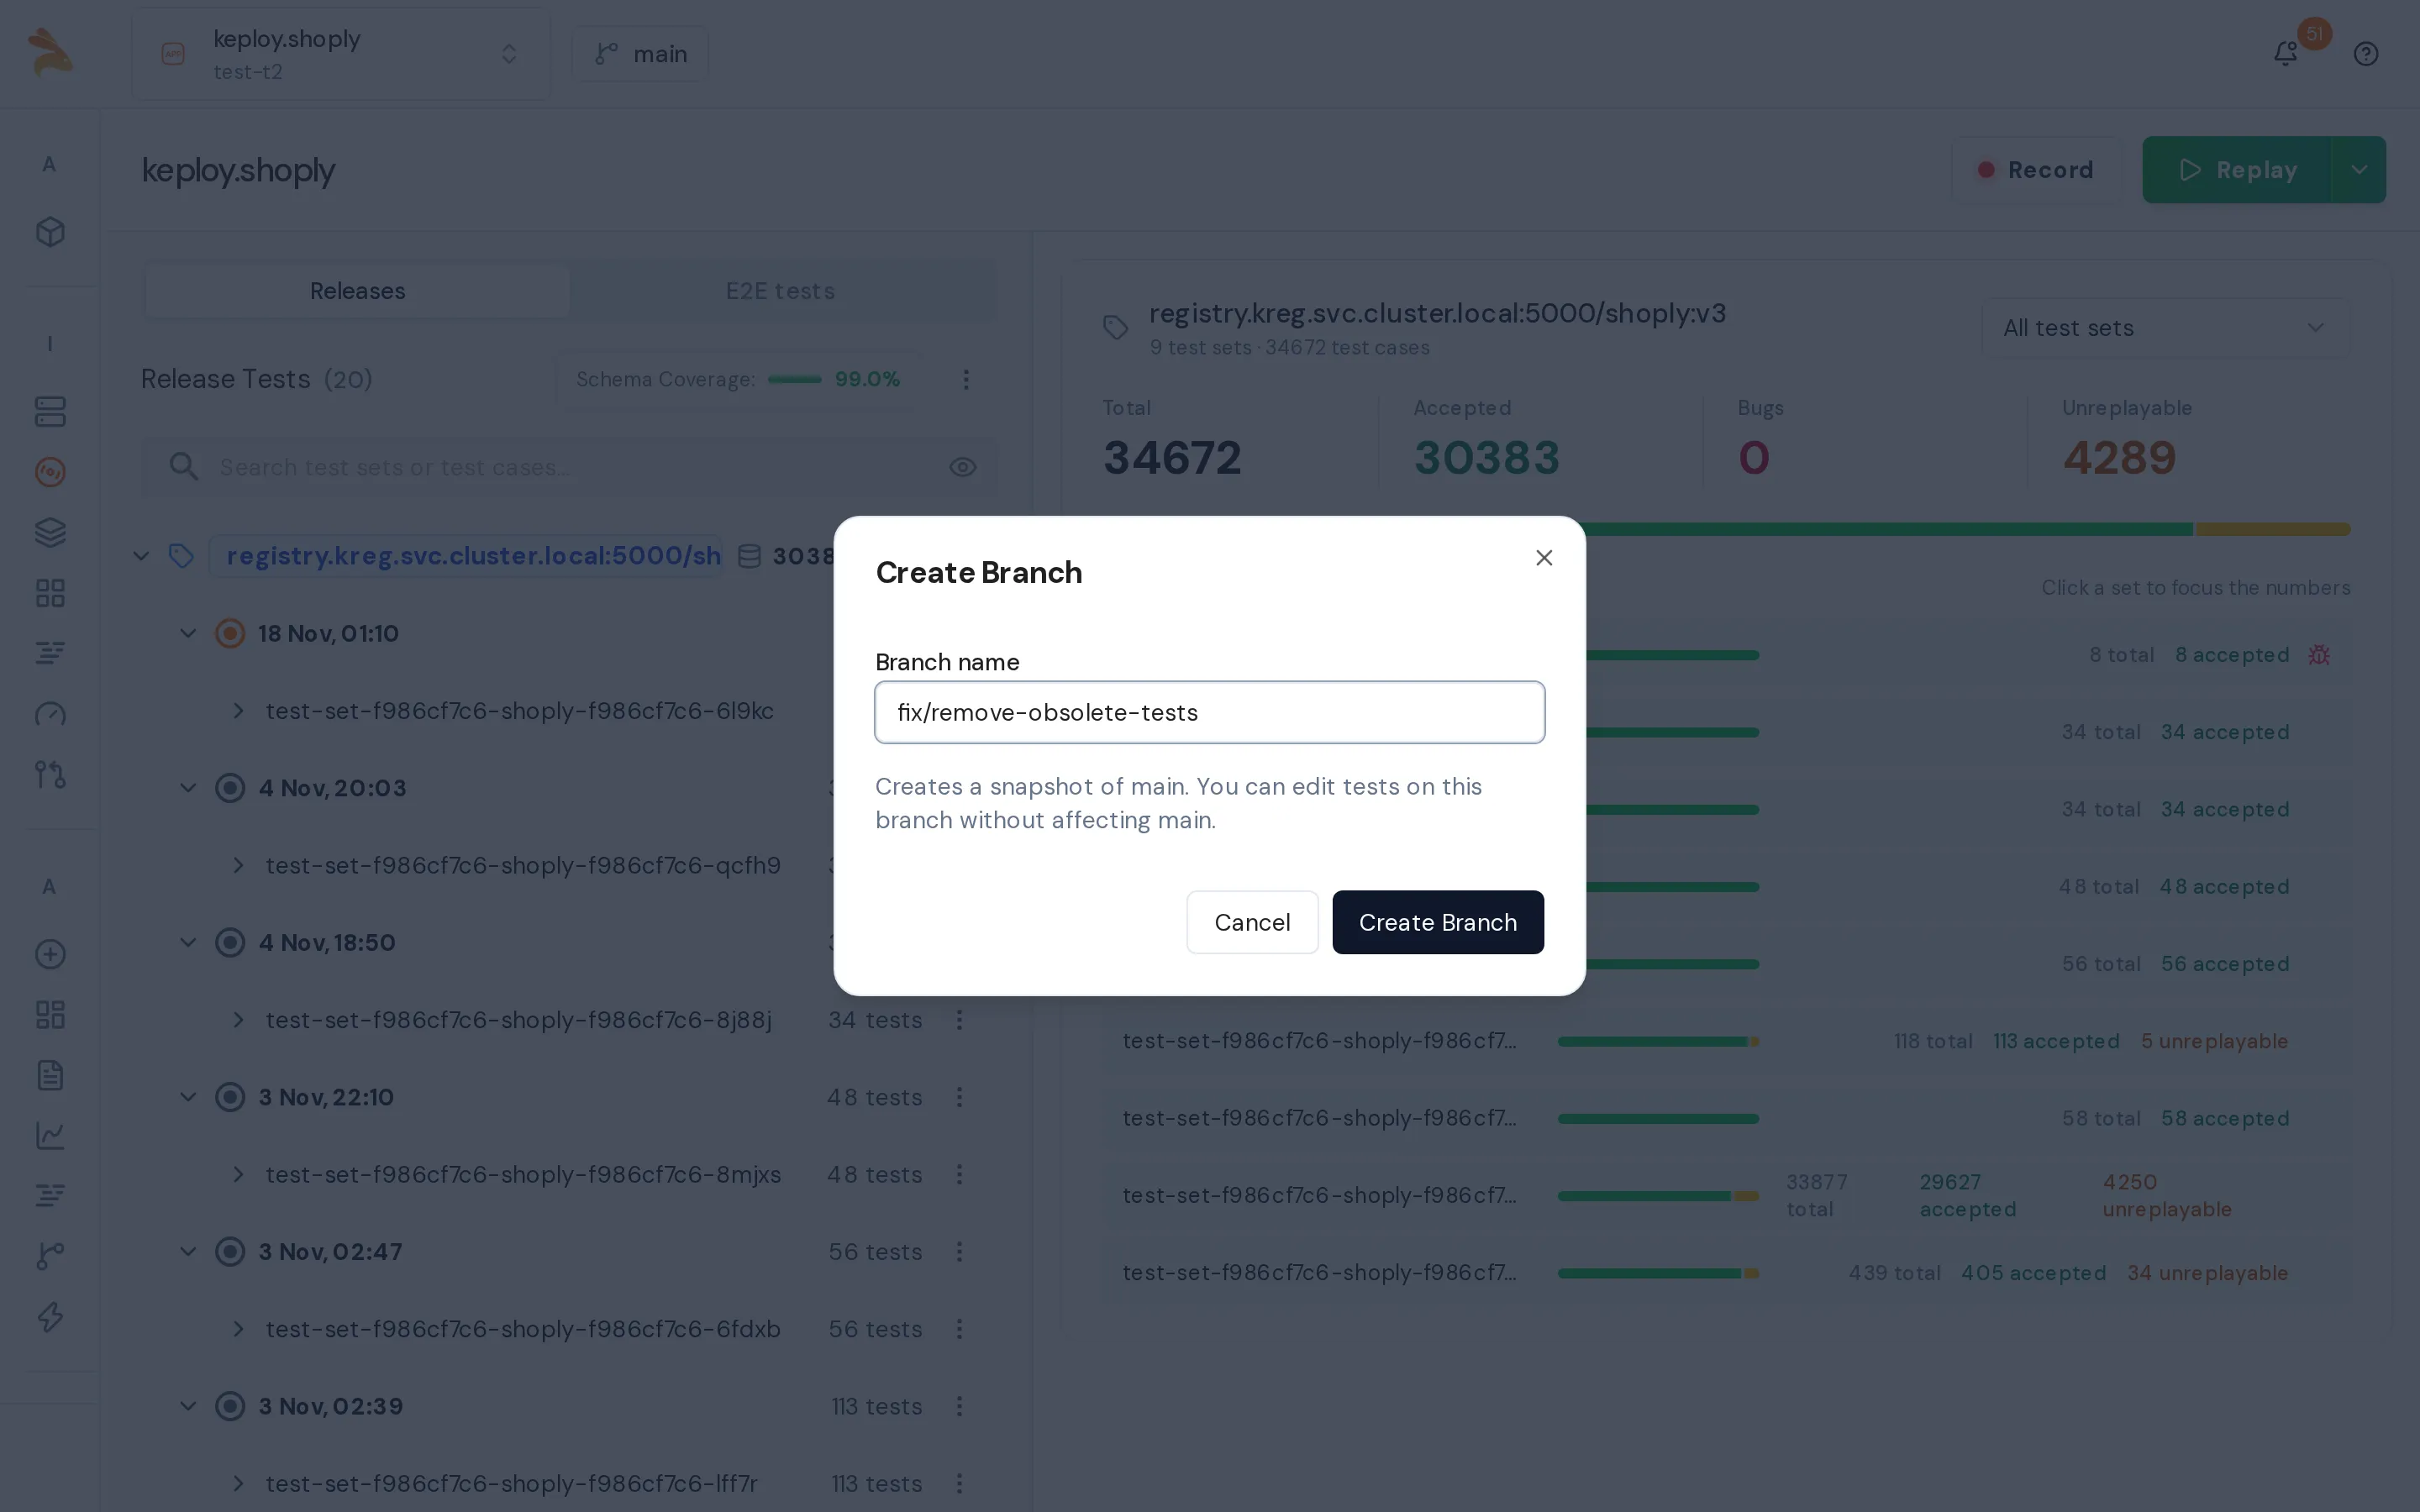 keploy.shoply
test-t2
main
51
keploy.shoply
Record
Replay
A
I
A
Releases
E2E tests
Release Tests (20)
Schema Coverage: 99.0%
Search test sets or test cases...
registry.kreg.svc.cluster.local:5000/sh
3038
18 Nov, 01:10
test-set-f986cf7c6-shoply-f986cf7c6-6l9kc
4 Nov, 20:03
test-set-f986cf7c6-shoply-f986cf7c6-qcfh9
4 Nov, 18:50
test-set-f986cf7c6-shoply-f986cf7c6-8j88j
34 tests
3 Nov, 22:10
48 tests
test-set-f986cf7c6-shoply-f986cf7c6-8mjxs
48 tests
3 Nov, 02:47
56 tests
test-set-f986cf7c6-shoply-f986cf7c6-6fdxb
56 tests
3 Nov, 02:39
113 tests
test-set-f986cf7c6-shoply-f986cf7c6-lff7r
113 tests
registry.kreg.svc.cluster.local:5000/shoply:v3
9 test sets · 34672 test cases
All test sets
Total
34672
Accepted
30383
Bugs
0
Unreplayable
4289
Click a set to focus the numbers
8 total 8 accepted
34 total 34 accepted
34 total 34 accepted
48 total 48 accepted
56 total 56 accepted
test-set-f986cf7c6-shoply-f986cf7... 118 total 113 accepted 5 unreplayable
test-set-f986cf7c6-shoply-f986cf7... 58 total 58 accepted
test-set-f986cf7c6-shoply-f986cf7... 33877 total 29627 accepted 4250 unreplayable
test-set-f986cf7c6-shoply-f986cf7... 439 total 405 accepted 34 unreplayable
Create Branch
Branch name
fix/remove-obsolete-tests
Creates a snapshot of main. You can edit tests on this
branch without affecting main.
Cancel
Create Branch